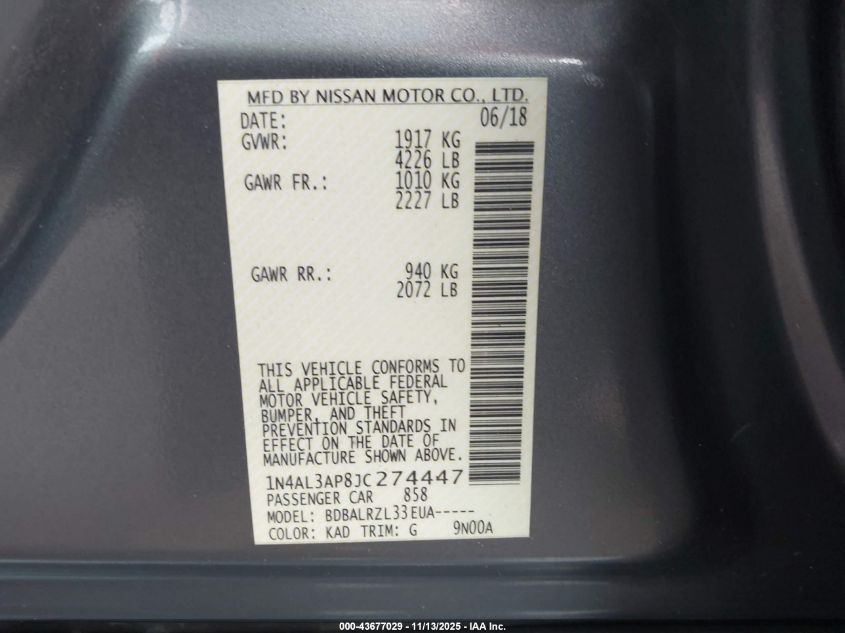 MFD BY NISSAN MOTOR CO., LTD.
DATE: 06/18
GVWR: 1917 KG
4226 LB
GAWR FR.: 1010 KG
2227 LB
GAWR RR.: 940 KG
2072 LB
THIS VEHICLE CONFORMS TO
ALL APPLICABLE FEDERAL
MOTOR VEHICLE SAFETY,
BUMPER, AND THEFT
PREVENTION STANDARDS IN
EFFECT ON THE DATE OF
MANUFACTURE SHOWN ABOVE.
1N4AL3AP8JC274447
PASSENGER CAR 858
MODEL: BDBALRZL33EUA-----
COLOR: KAD TRIM: G 9N00A
000-43677029 - 11/13/2025 - IAA Inc.